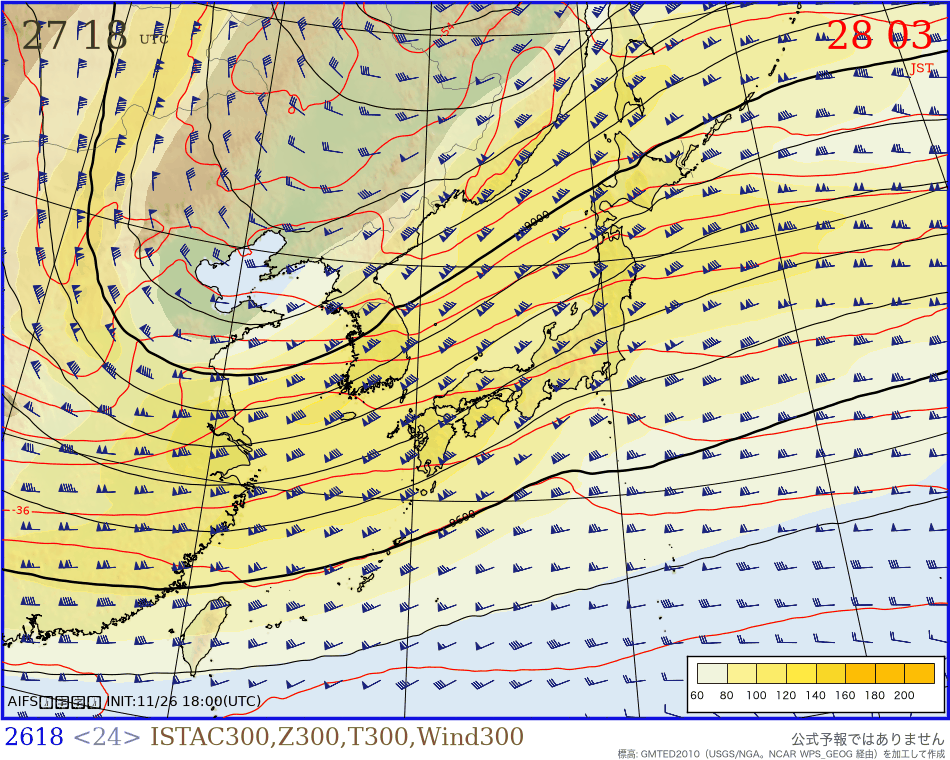 27 18 UTC
28 03
JST
-54
0
9000
-36
9600
60 80 100 120 140 160 180 200
AIFS INIT:11/26 18:00(UTC)
2618 <24> ISTAC300,Z300,T300,Wind300
公式予報ではありません
標高: GMTED2010（USGS/NGA。NCAR WPS_GEOG 経由）を加工して作成